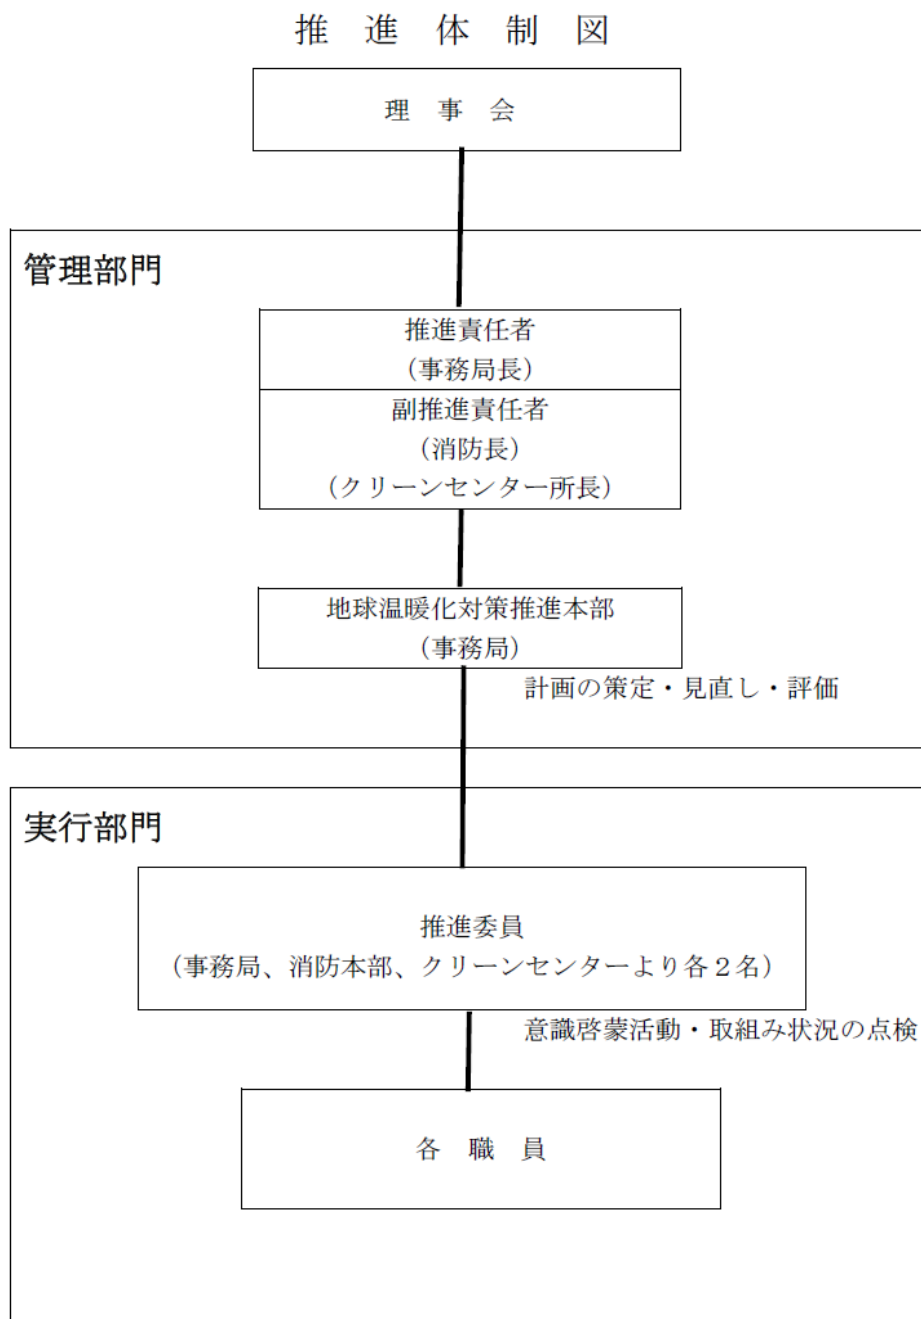 推　進　体　制　図
理　事　会
管理部門
推進責任者
（事務局長）
副推進責任者
（消防長）
（クリーンセンター所長）
地球温暖化対策推進本部
（事務局）
計画の策定・見直し・評価
実行部門
推進委員
（事務局、消防本部、クリーンセンターより各２名）
意識啓蒙活動・取組み状況の点検
各　職　員